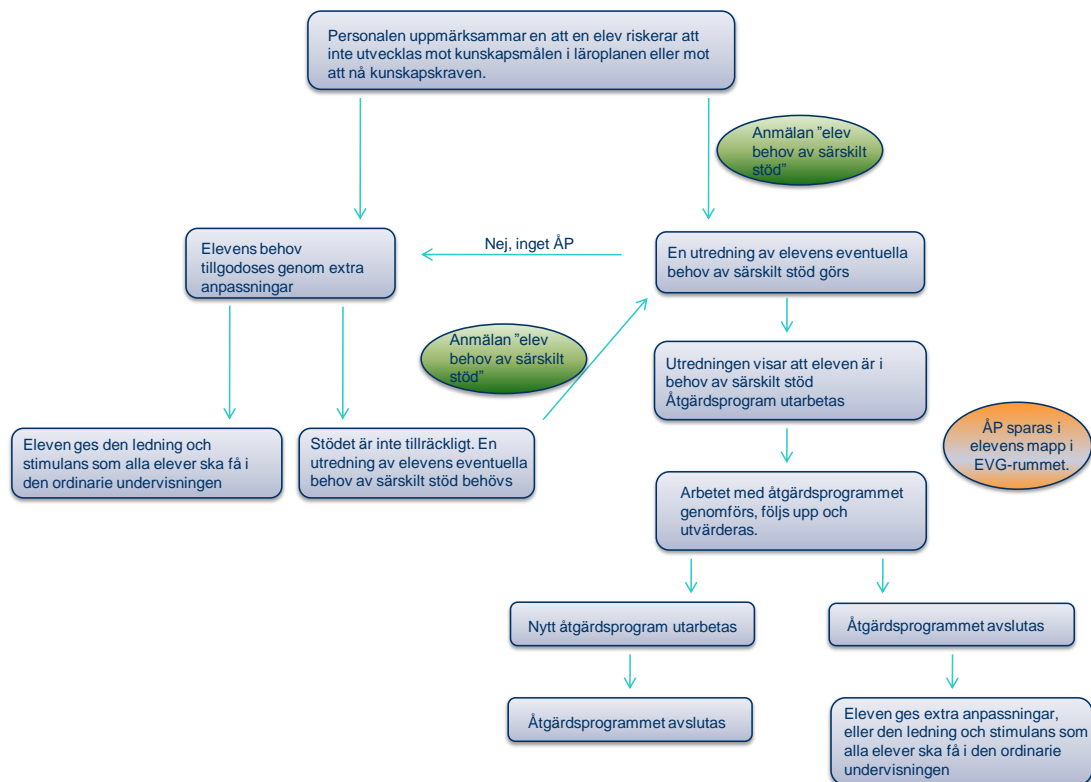 Personalen uppmärksammar en att en elev riskerar att
inte utvecklas mot kunskapsmålen i läroplanen eller mot
att nå kunskapskraven.
Anmälan ”elev
behov av särskilt
stöd”
Elevens behov
tillgodoses genom extra
anpassningar
Nej, inget ÅP
En utredning av elevens eventuella
behov av särskilt stöd görs
Anmälan ”elev
behov av särskilt
stöd”
Utredningen visar att eleven är i
behov av särskilt stöd
Åtgärdsprogram utarbetas
Eleven ges den ledning och
stimulans som alla elever ska få i
den ordinarie undervisningen
Stödet är inte tillräckligt. En
utredning av elevens eventuella
behov av särskilt stöd behövs
ÅP sparas i
elevens mapp i
EVG-rummet.
Arbetet med åtgärdsprogrammet
genomförs, följs upp och
utvärderas.
Nytt åtgärdsprogram utarbetas
Åtgärdsprogrammet avslutas
Åtgärdsprogrammet avslutas
Eleven ges extra anpassningar,
eller den ledning och stimulans som
alla elever ska få i den ordinarie
undervisningen